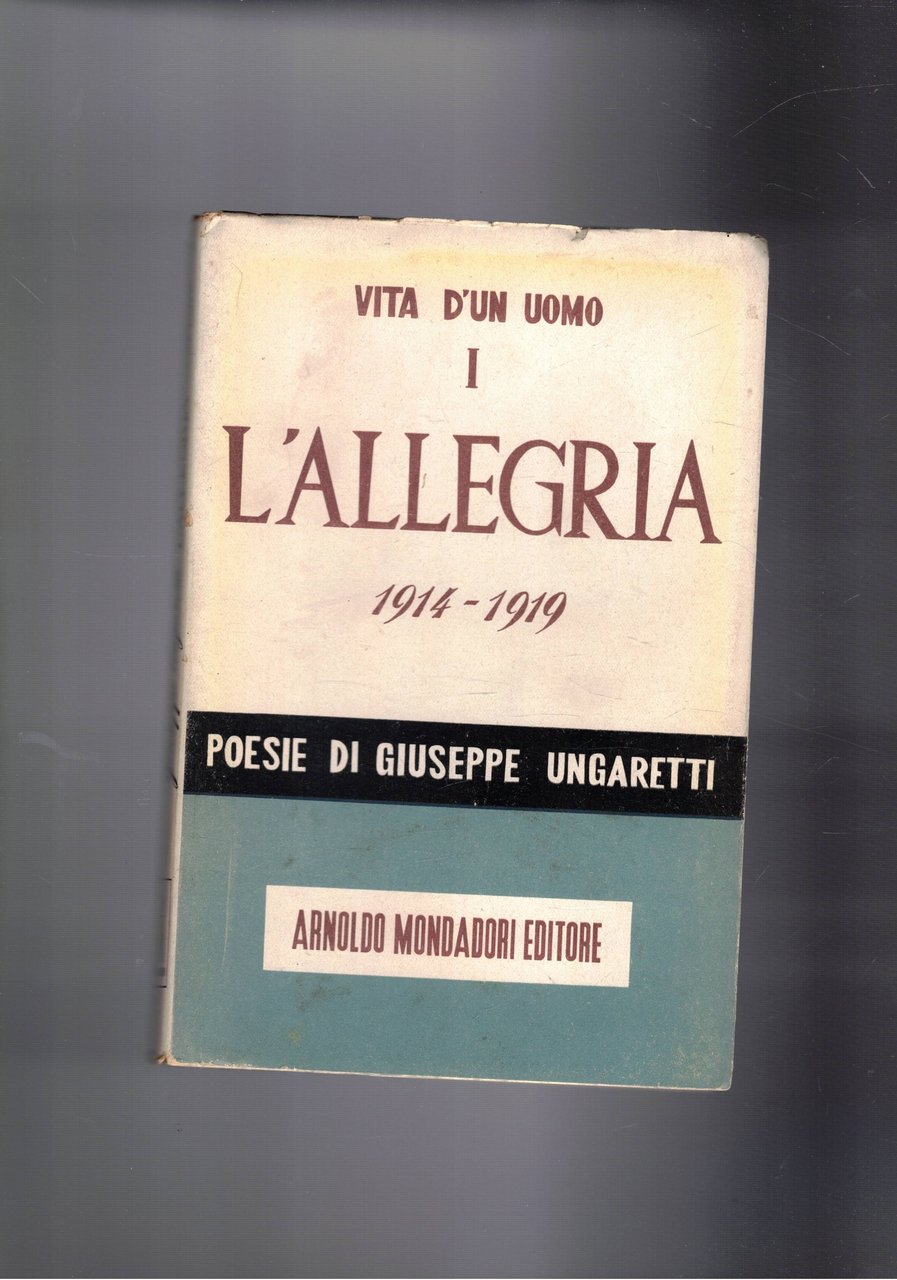 VITA D'UN UOMO
I
L'ALLEGRIA
1914-1919
POESIE DI GIUSEPPE UNGARETTI
ARNOLDO MONDADORI EDITORE